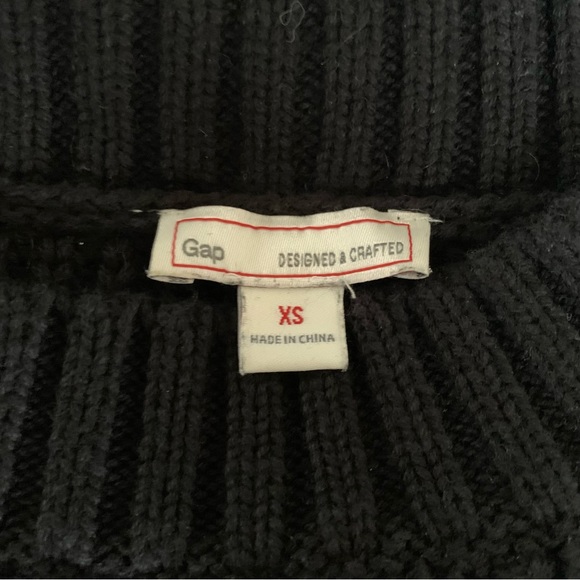 Gap DESIGNED & CRAFTED
XS
MADE IN CHINA